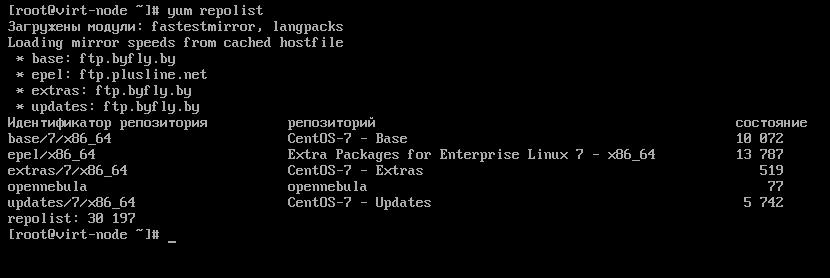 [root@virt-node ~]# yum repolist
Загружены модули: fastestmirror, langpacks
Loading mirror speeds from cached hostfile
 * base: ftp.byfly.by
 * epel: ftp.plusline.net
 * extras: ftp.byfly.by
 * updates: ftp.byfly.by
Идентификатор репозитория репозиторий состояние
base/7/x86_64 CentOS-7 - Base 10 072
epel/x86_64 Extra Packages for Enterprise Linux 7 - x86_64 13 787
extras/7/x86_64 CentOS-7 - Extras 519
opennebula opennebula 77
updates/7/x86_64 CentOS-7 - Updates 5 742
repolist: 30 197
[root@virt-node ~]# _